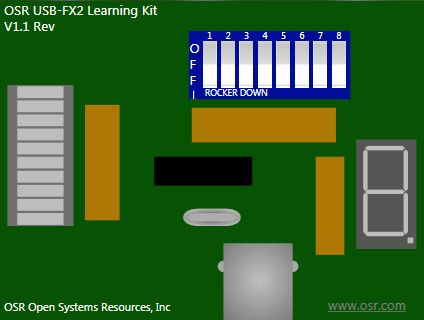 OSR USB-FX2 Learning Kit
V1.1 Rev
1 2 3 4 5 6 7 8
O
F
F
|
ROCKER DOWN
OSR Open Systems Resources, Inc
www.osr.com